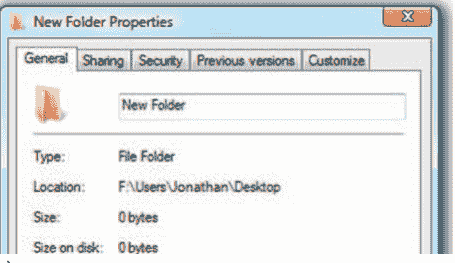 New Folder Properties
General Sharing Security Previous versions Customize
New Folder
Type: File Folder
Location: F:\Users\Jonathan\Desktop
Size: 0 bytes
Size on disk: 0 bytes